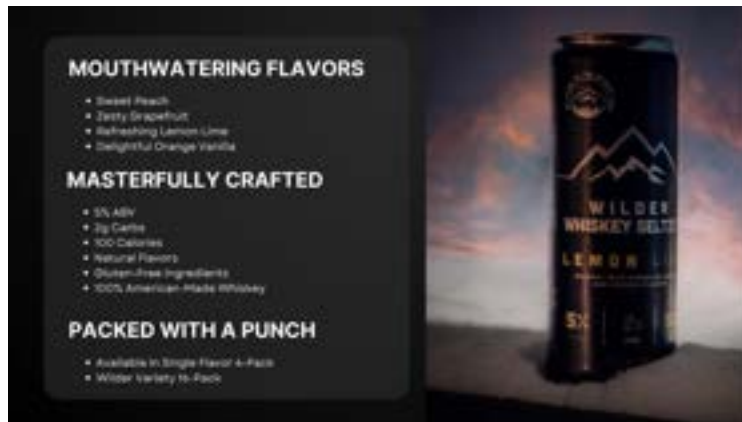 MOUTHWATERING FLAVORS
Sweet Peach
Zesty Grapefruit
Refreshing Lemon Lime
Delightful Orange Vanilla
MASTERFULLY CRAFTED
5% ABV
2g Carbs
100 Calories
Natural Flavors
Gluten-Free Ingredients
100% American-Made Whiskey
PACKED WITH A PUNCH
Available in Single Flavor 4-Pack
Wilder Variety 16-Pack
WILDER
WHISKEY SELTZ
LEMON LI
5%